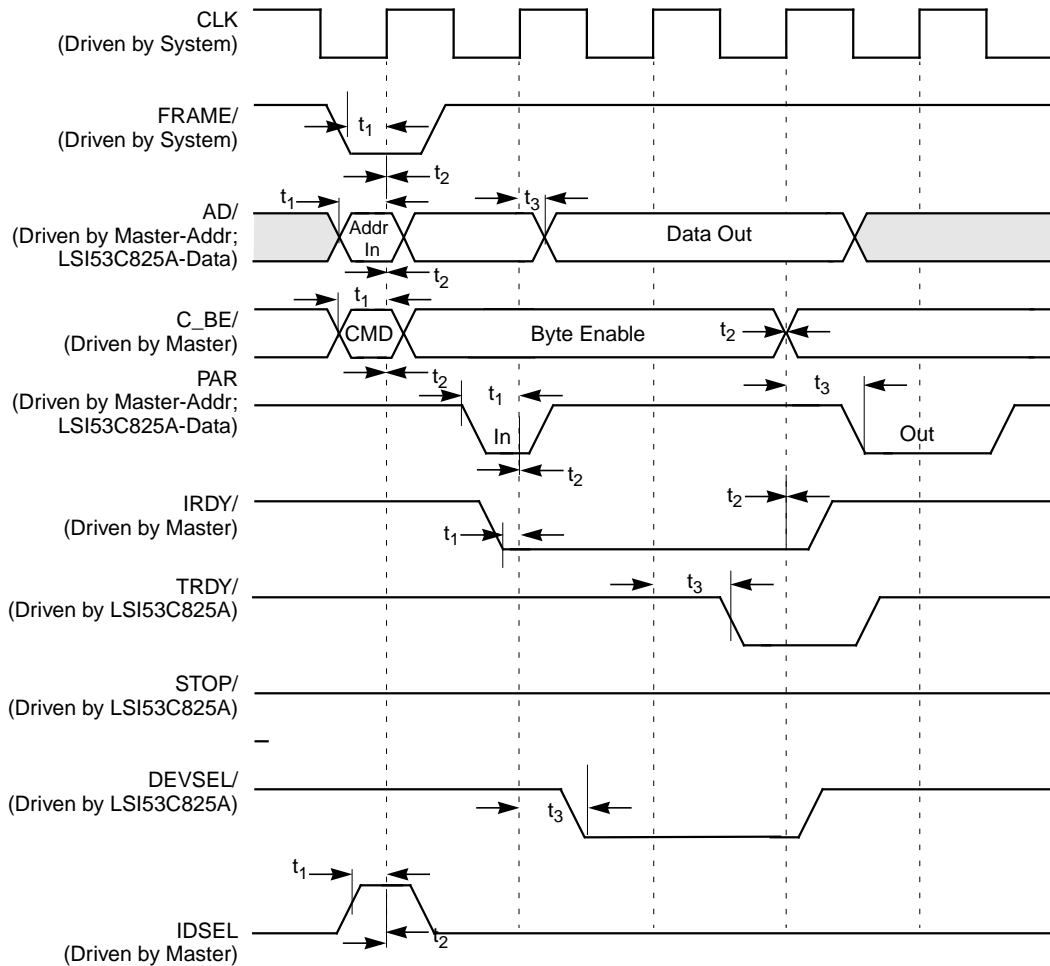 CLK
(Driven by System)
FRAME/
(Driven by System)
t1
t2
t1
t3
AD/
(Driven by Master-Addr;
LSI53C825A-Data)
Addr
In
Data Out
t2
t1
C_BE/
(Driven by Master)
CMD
Byte Enable
t2
t2
PAR
(Driven by Master-Addr;
LSI53C825A-Data)
t1
t3
In
Out
t2
IRDY/
(Driven by Master)
t2
t1
TRDY/
(Driven by LSI53C825A)
t3
STOP/
(Driven by LSI53C825A)
DEVSEL/
(Driven by LSI53C825A)
t3
t1
IDSEL
(Driven by Master)
t2